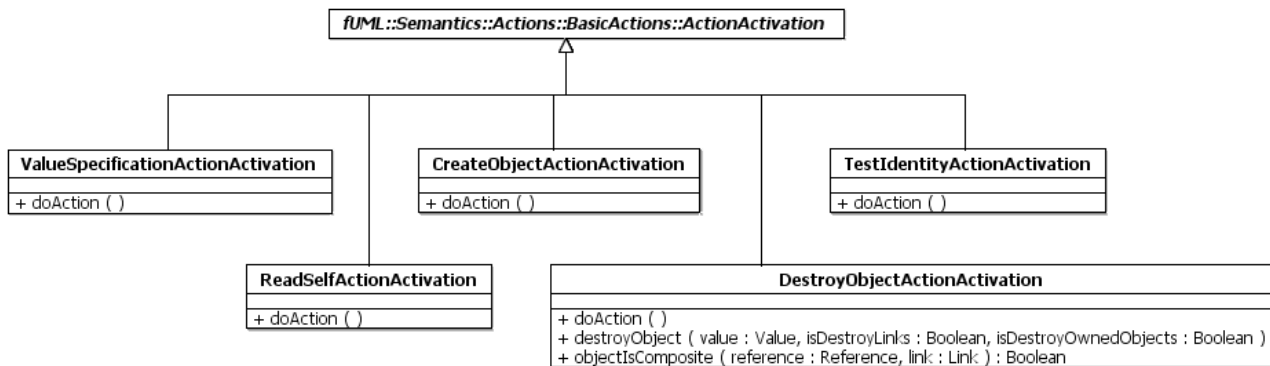 fUML::Semantics::Actions::BasicActions::ActionActivation
ValueSpecificationActionActivation
+ doAction ( )
CreateObjectActionActivation
+ doAction ( )
TestIdentityActionActivation
+ doAction ( )
ReadSelfActionActivation
+ doAction ( )
DestroyObjectActionActivation
+ doAction ( )
+ destroyObject ( value : Value, isDestroyLinks : Boolean, isDestroyOwnedObjects : Boolean )
+ objectIsComposite ( reference : Reference, link : Link ) : Boolean